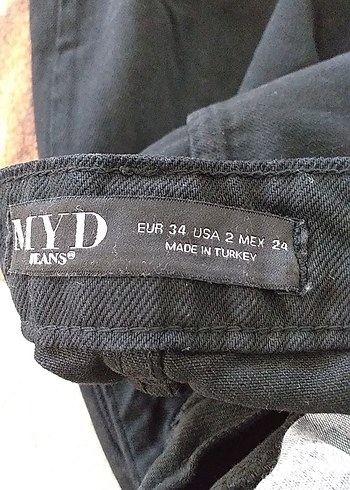 MYD
JEANS®
EUR 34 USA 2 MEX 24
MADE IN TURKEY